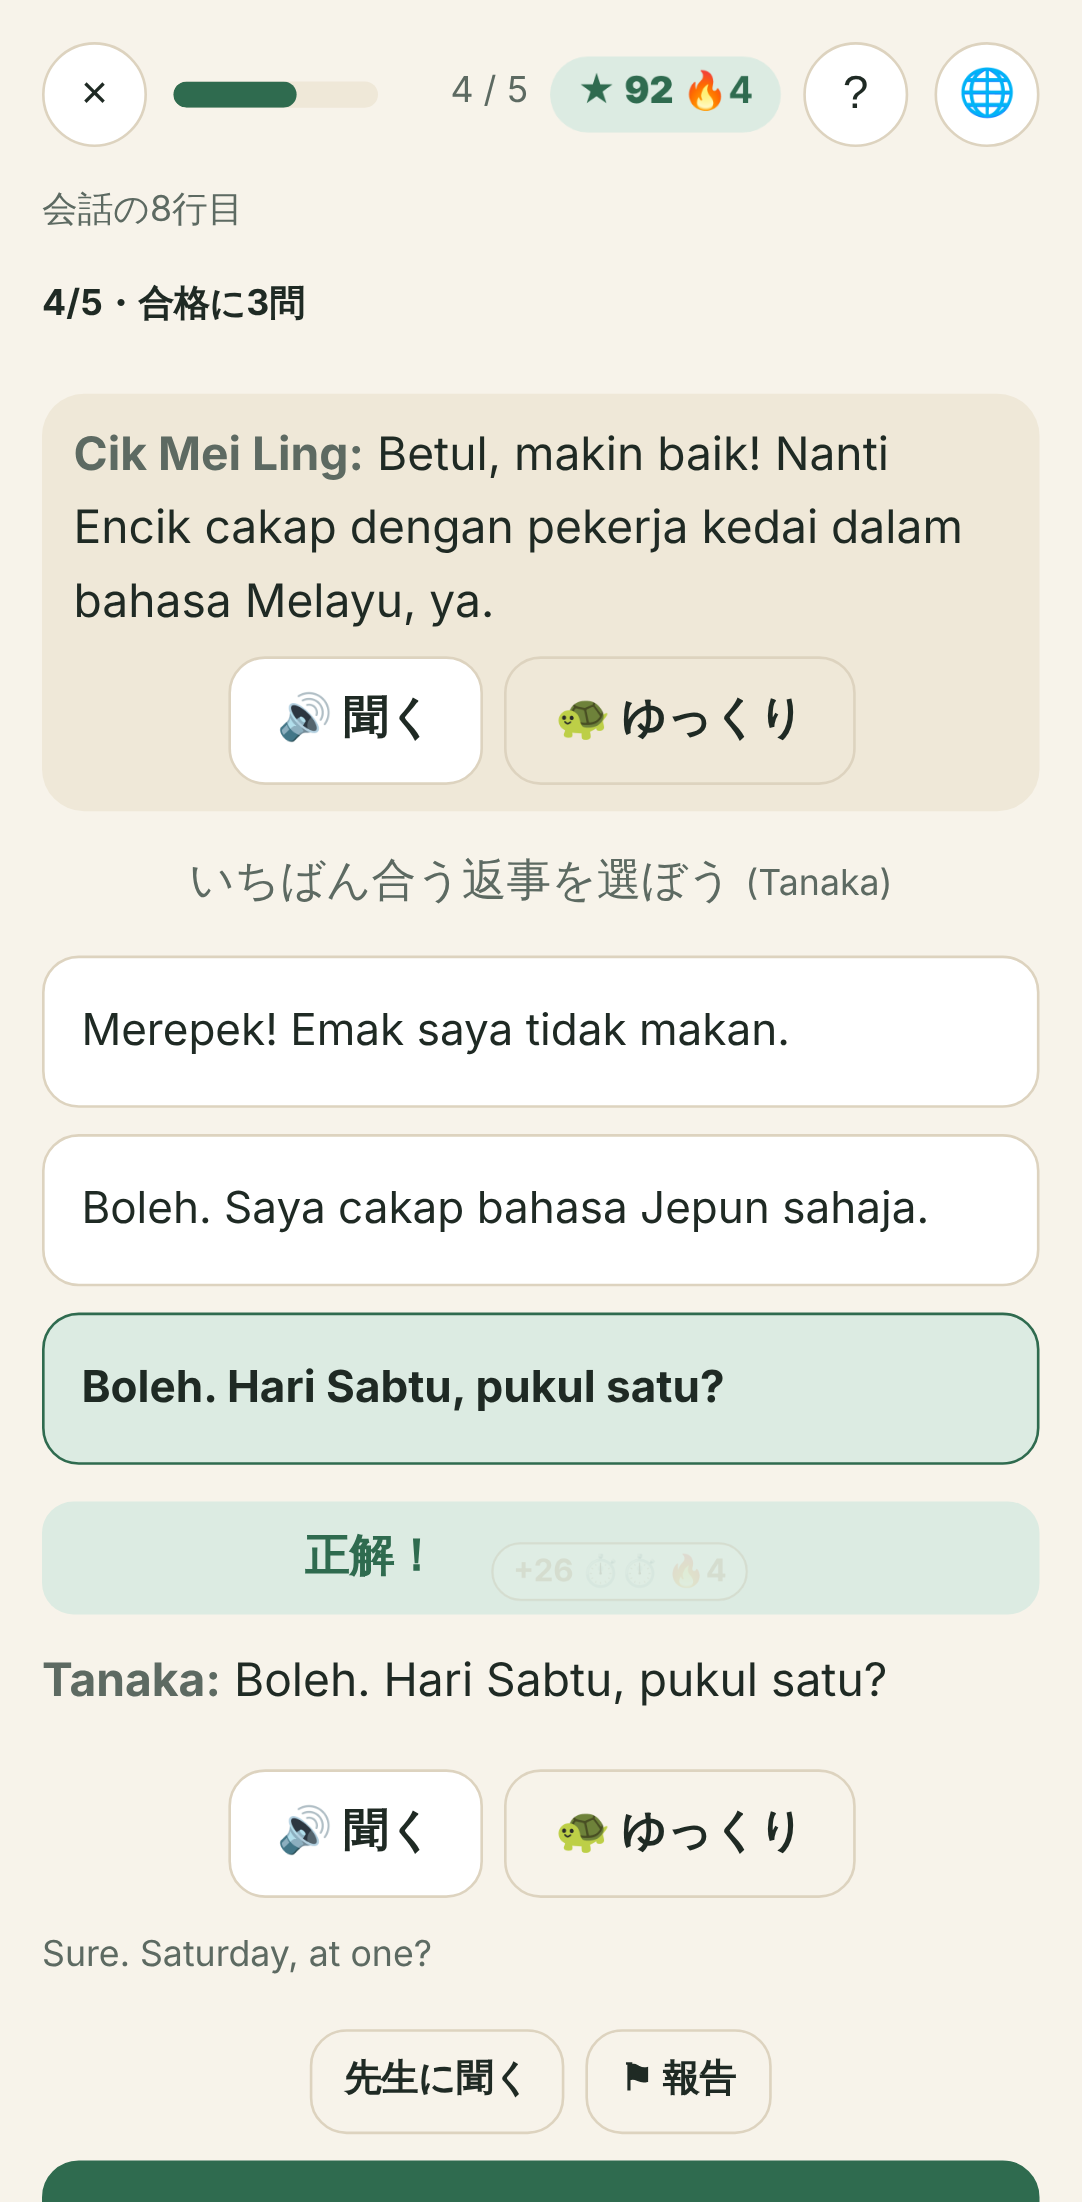 × 4 / 5 ★ 92 🔥4 ? 🌐
会話の8行目
4/5・合格に3問
Cik Mei Ling: Betul, makin baik! Nanti
Encik cakap dengan pekerja kedai dalam
bahasa Melayu, ya.
🔊 聞く 🐢 ゆっくり
いちばん合う返事を選ぼう (Tanaka)
Merepek! Emak saya tidak makan.
Boleh. Saya cakap bahasa Jepun sahaja.
Boleh. Hari Sabtu, pukul satu?
正解！ +26 ⏱⏱ 🔥4
Tanaka: Boleh. Hari Sabtu, pukul satu?
🔊 聞く 🐢 ゆっくり
Sure. Saturday, at one?
先生に聞く ⚑ 報告